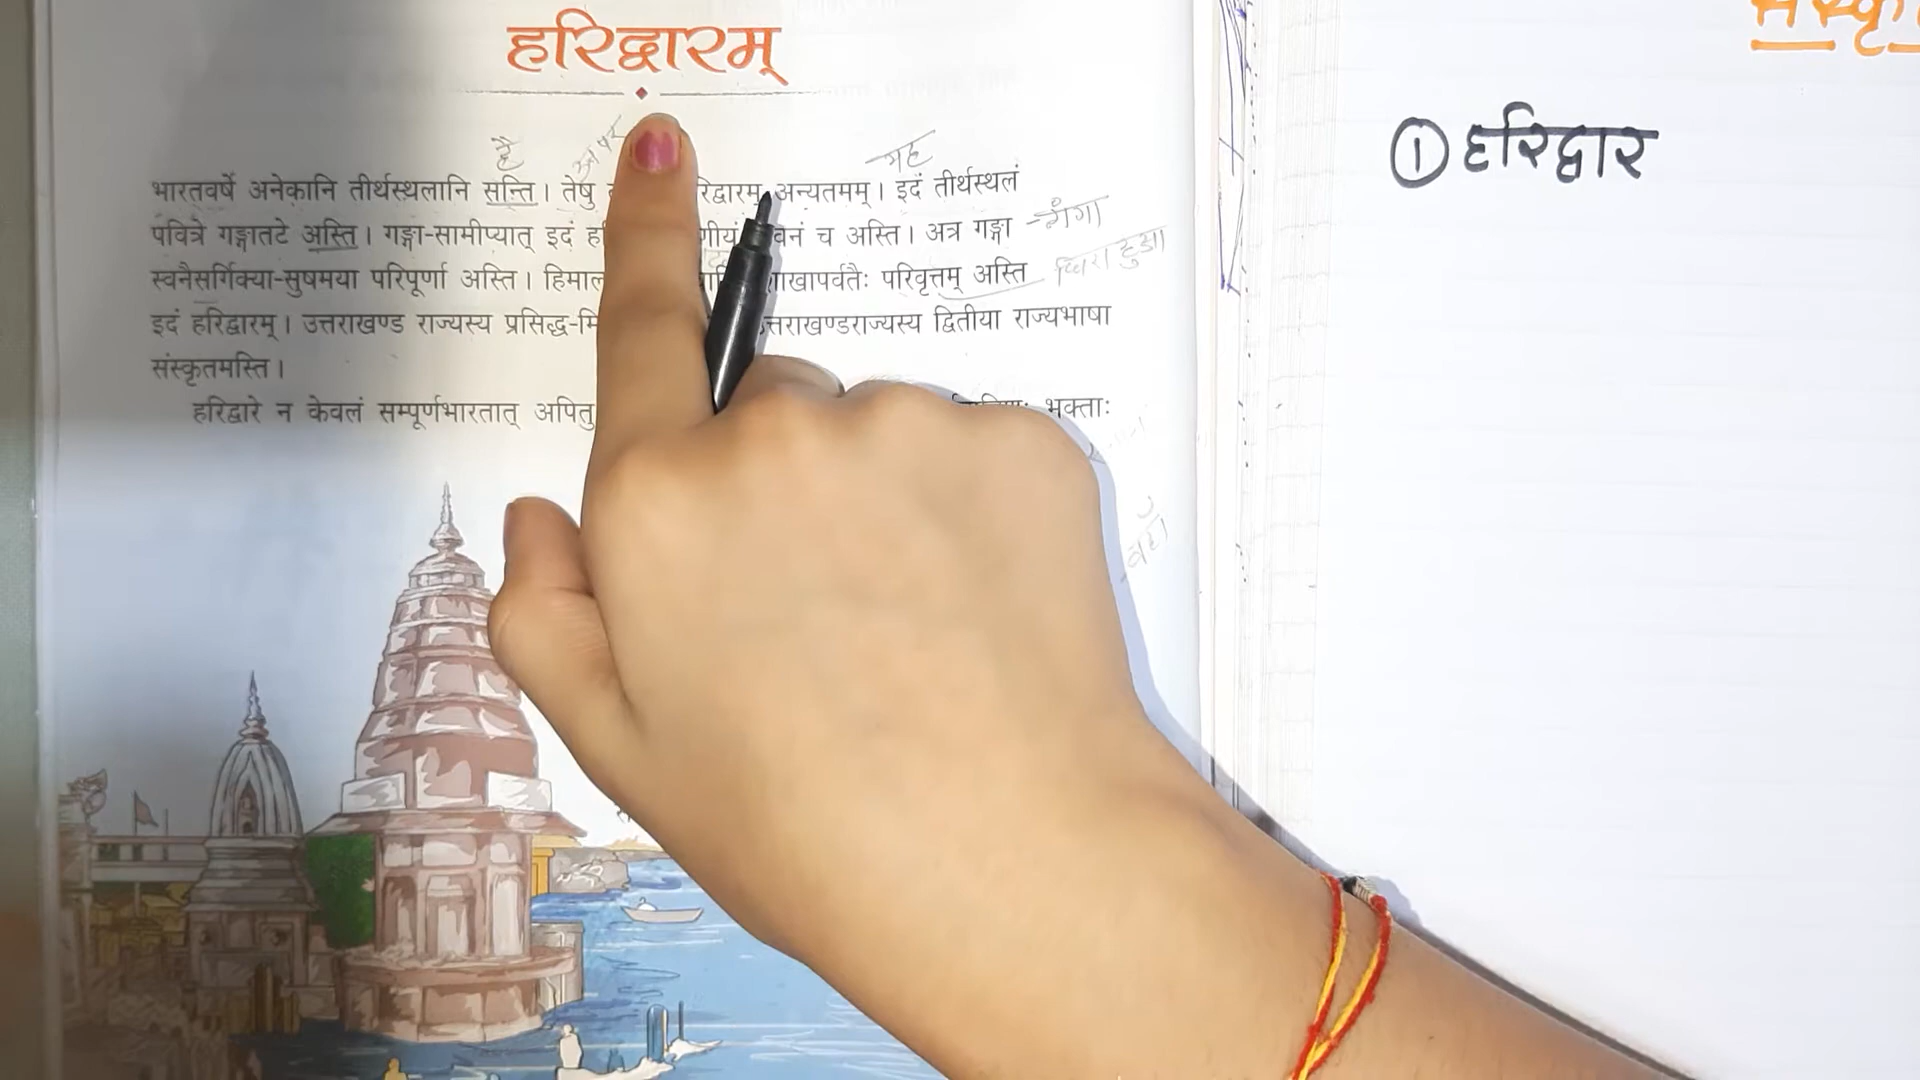 हरिद्वारम्
है
यह
भारतवर्षे अनेकानि तीर्थस्थलानि सन्ति। तेषु रिद्वारम् अन्यतमम्। इदं तीर्थस्थलं
पवित्रे गङ्गातटे अस्ति। गङ्गा-सामीप्यात् इदं च अस्ति। अत्र गङ्गा - गंगा
स्वनैसर्गिक्या-सुषमया परिपूर्णा अस्ति। शाखापर्वतैः परिवृत्तम् अस्ति घिरा हुआ
इदं हरिद्वारम्। उत्तराखण्ड राज्यस्य प्रसिद्ध त्तराखण्डराज्यस्य द्वितीया राज्यभाषा
संस्कृतमस्ति।
हरिद्वारे न केवलं सम्पूर्णभारतात् अपितु भक्ताः
वहाँ
① हरिद्वार